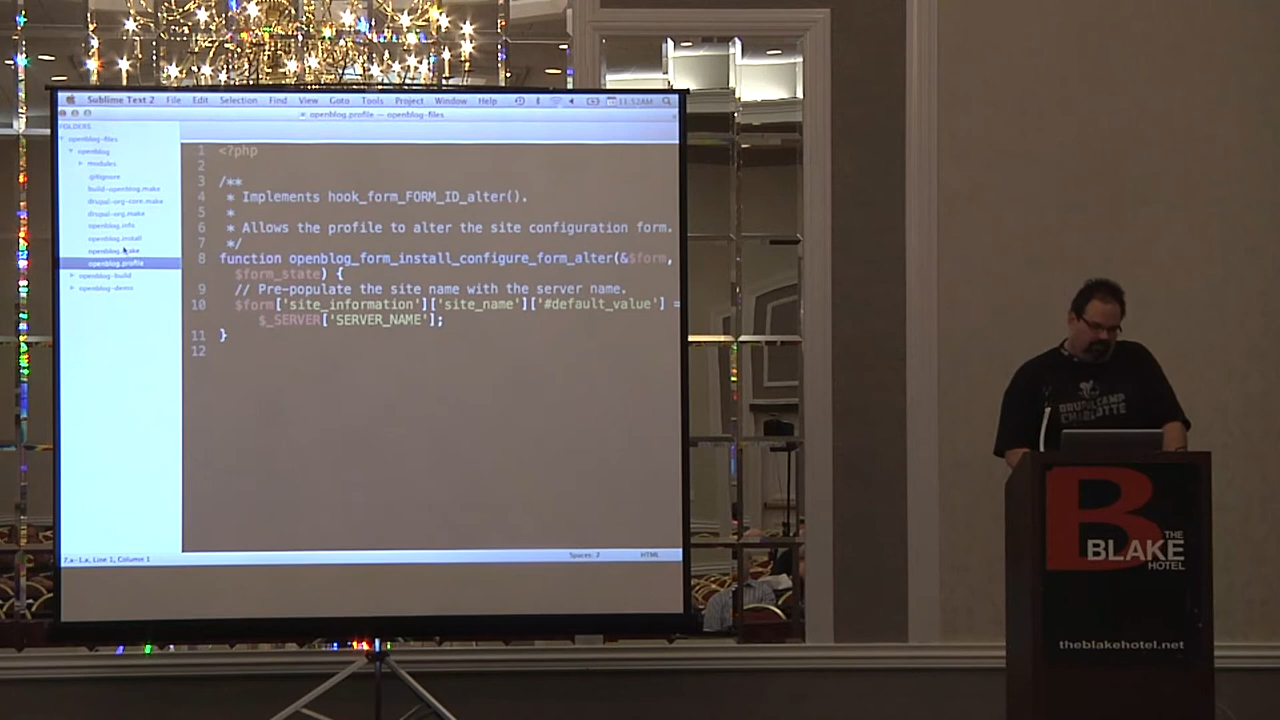 Sublime Text 2 File Edit Selection Find View Goto Tools Project Window Help 11:52AM
openblog.profile — openblog-files
FOLDERS
openblog-files
openblog
modules
.gitignore
build-openblog.make
drupal-org-core.make
drupal-org.make
openblog.info
openblog.install
openblog.profile
openblog-build
openblog-demo
1 <?php
2
3 /**
4 * Implements hook_form_FORM_ID_alter().
5 *
6 * Allows the profile to alter the site configuration form.
7 */
8 function openblog_form_install_configure_form_alter(&$form,
$form_state) {
9 // Pre-populate the site name with the server name.
10 $form['site_information']['site_name']['#default_value'] =
$_SERVER['SERVER_NAME'];
11 }
12
7.x-1.x, Line 1, Column 1 Spaces: 2 HTML
DRUPALCAMP
CHARLOTTE
B
THE
BLAKE
HOTEL
theblakehotel.net